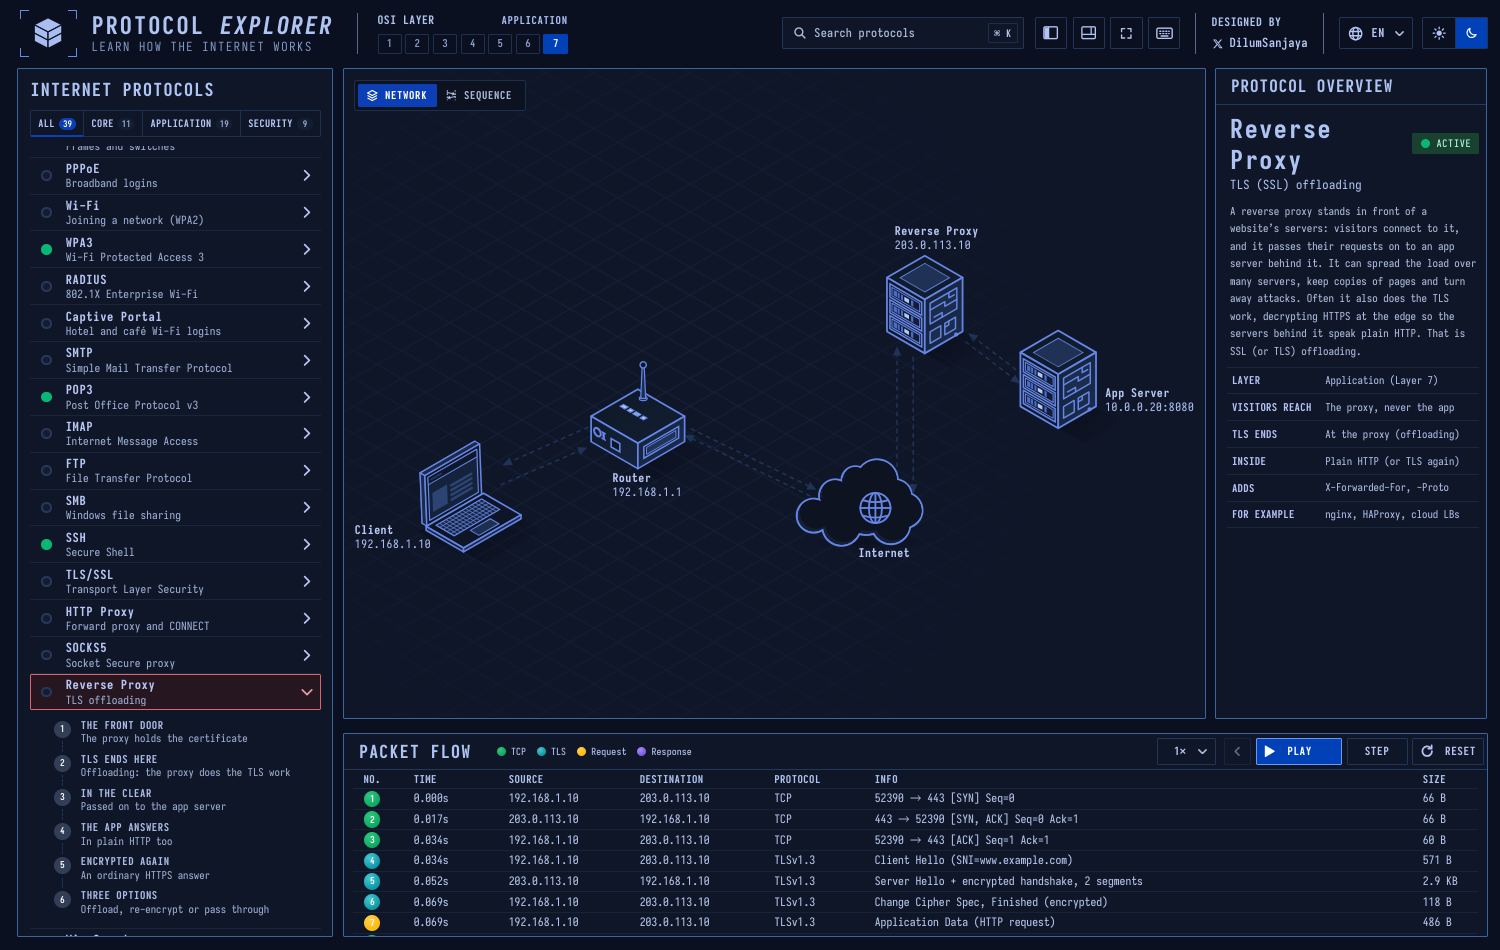 PROTOCOL EXPLORER
LEARN HOW THE INTERNET WORKS
OSI LAYER APPLICATION
1 2 3 4 5 6 7
Search protocols ⌘ K
DESIGNED BY
DilumSanjaya
EN
INTERNET PROTOCOLS
ALL 39 CORE 11 APPLICATION 19 SECURITY 9
Frames and switches
PPPoE
Broadband logins
Wi-Fi
Joining a network (WPA2)
WPA3
Wi-Fi Protected Access 3
RADIUS
802.1X Enterprise Wi-Fi
Captive Portal
Hotel and café Wi-Fi logins
SMTP
Simple Mail Transfer Protocol
POP3
Post Office Protocol v3
IMAP
Internet Message Access
FTP
File Transfer Protocol
SMB
Windows file sharing
SSH
Secure Shell
TLS/SSL
Transport Layer Security
HTTP Proxy
Forward proxy and CONNECT
SOCKS5
Socket Secure proxy
Reverse Proxy
TLS offloading
1 THE FRONT DOOR
The proxy holds the certificate
2 TLS ENDS HERE
Offloading: the proxy does the TLS work
3 IN THE CLEAR
Passed on to the app server
4 THE APP ANSWERS
In plain HTTP too
5 ENCRYPTED AGAIN
An ordinary HTTPS answer
6 THREE OPTIONS
Offload, re-encrypt or pass through
NETWORK SEQUENCE
Reverse Proxy
203.0.113.10
App Server
10.0.0.20:8080
Router
192.168.1.1
Client
192.168.1.10
Internet
PROTOCOL OVERVIEW
Reverse
Proxy
ACTIVE
TLS (SSL) offloading
A reverse proxy stands in front of a
website's servers: visitors connect to it,
and it passes their requests on to an app
server behind it. It can spread the load over
many servers, keep copies of pages and turn
away attacks. Often it also does the TLS
work, decrypting HTTPS at the edge so the
servers behind it speak plain HTTP. That is
SSL (or TLS) offloading.
LAYER Application (Layer 7)
VISITORS REACH The proxy, never the app
TLS ENDS At the proxy (offloading)
INSIDE Plain HTTP (or TLS again)
ADDS X-Forwarded-For, -Proto
FOR EXAMPLE nginx, HAProxy, cloud LBs
PACKET FLOW TCP TLS Request Response
1× PLAY STEP RESET
NO. TIME SOURCE DESTINATION PROTOCOL INFO SIZE
1 0.000s 192.168.1.10 203.0.113.10 TCP 52390 → 443 [SYN] Seq=0 66 B
2 0.017s 203.0.113.10 192.168.1.10 TCP 443 → 52390 [SYN, ACK] Seq=0 Ack=1 66 B
3 0.034s 192.168.1.10 203.0.113.10 TCP 52390 → 443 [ACK] Seq=1 Ack=1 60 B
4 0.034s 192.168.1.10 203.0.113.10 TLSv1.3 Client Hello (SNI=www.example.com) 571 B
5 0.052s 203.0.113.10 192.168.1.10 TLSv1.3 Server Hello + encrypted handshake, 2 segments 2.9 KB
6 0.069s 192.168.1.10 203.0.113.10 TLSv1.3 Change Cipher Spec, Finished (encrypted) 118 B
7 0.069s 192.168.1.10 203.0.113.10 TLSv1.3 Application Data (HTTP request) 486 B